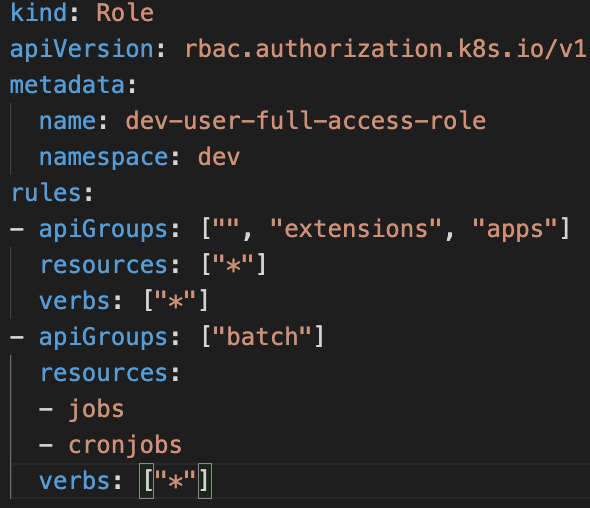 kind: Role
apiVersion: rbac.authorization.k8s.io/v1
metadata:
  name: dev-user-full-access-role
  namespace: dev
rules:
- apiGroups: ["", "extensions", "apps"]
  resources: ["*"]
  verbs: ["*"]
- apiGroups: ["batch"]
  resources:
  - jobs
  - cronjobs
  verbs: ["*"]